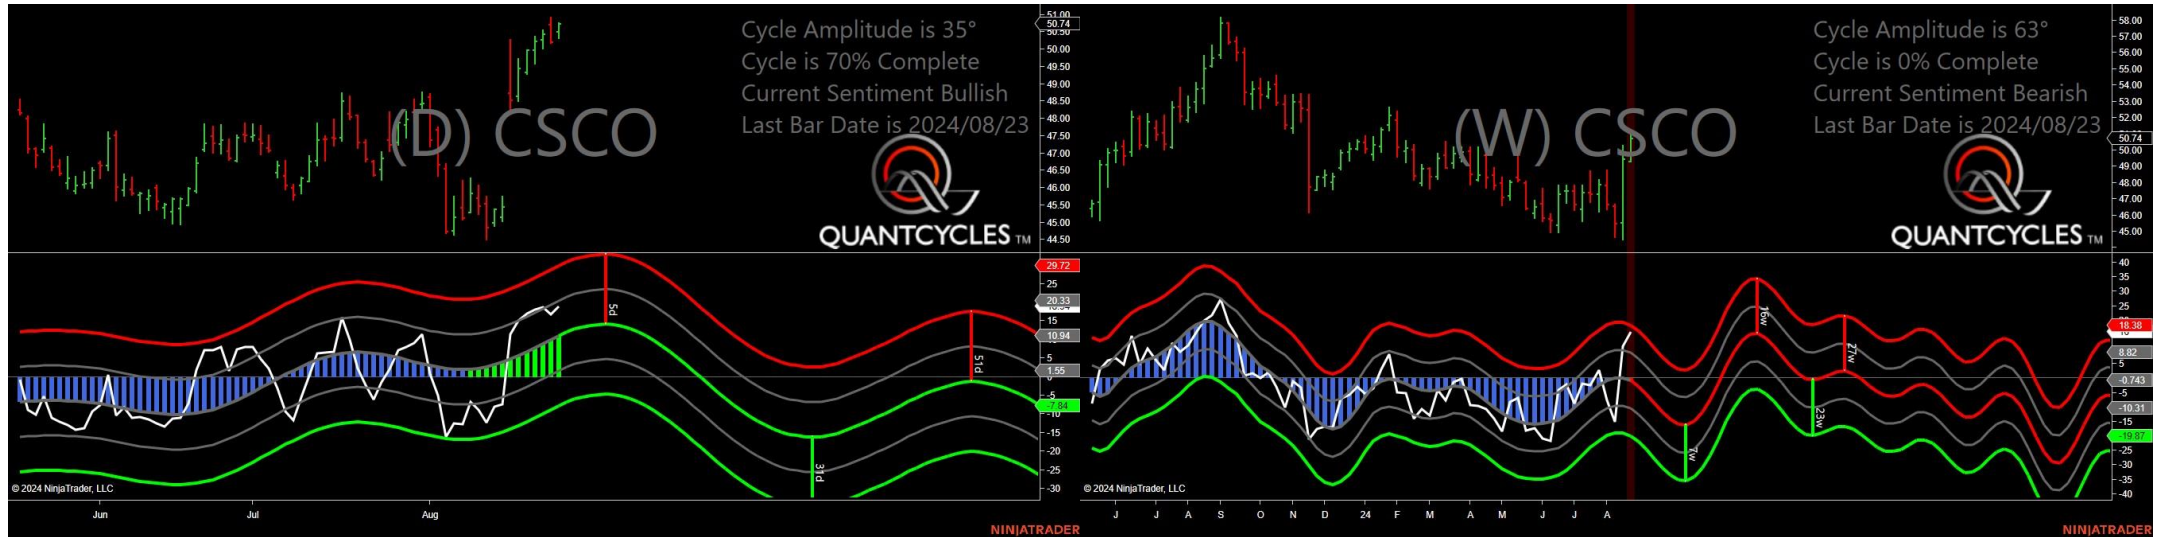 Cycle Amplitude is 35°
Cycle is 70% Complete
Current Sentiment Bullish
Last Bar Date is 2024/08/23
(D) CSCO
QUANTCYCLES TM
51.00
50.74
50.50
50.00
49.50
49.00
48.50
48.00
47.50
47.00
46.50
46.00
45.50
45.00
44.50
29.72
25
20.33
15
10.94
5
1.55
0
-5
-7.84
-10
-15
-20
-25
-30
5d
31d
51d
© 2024 NinjaTrader, LLC
Jun Jul Aug
NINJATRADER
Cycle Amplitude is 63°
Cycle is 0% Complete
Current Sentiment Bearish
Last Bar Date is 2024/08/23
(W) CSCO
QUANTCYCLES TM
58.00
57.00
56.00
55.00
54.00
53.00
52.00
50.74
50.00
49.00
48.00
47.00
46.00
45.00
40
35
30
25
18.38
8.82
5
-0.743
-5
-10.31
-15
-19.87
-25
-30
-35
-40
7w
16w
23w
27w
© 2024 NinjaTrader, LLC
J J A S O N D 24 F M A M J J A
NINJATRADER